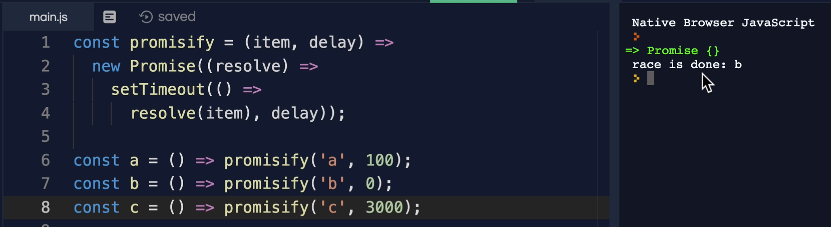 main.js saved
1 const promisify = (item, delay) =>
2 new Promise((resolve) =>
3 setTimeout(() =>
4 resolve(item), delay));
5
6 const a = () => promisify('a', 100);
7 const b = () => promisify('b', 0);
8 const c = () => promisify('c', 3000);
Native Browser JavaScript
>
=> Promise {}
race is done: b
>